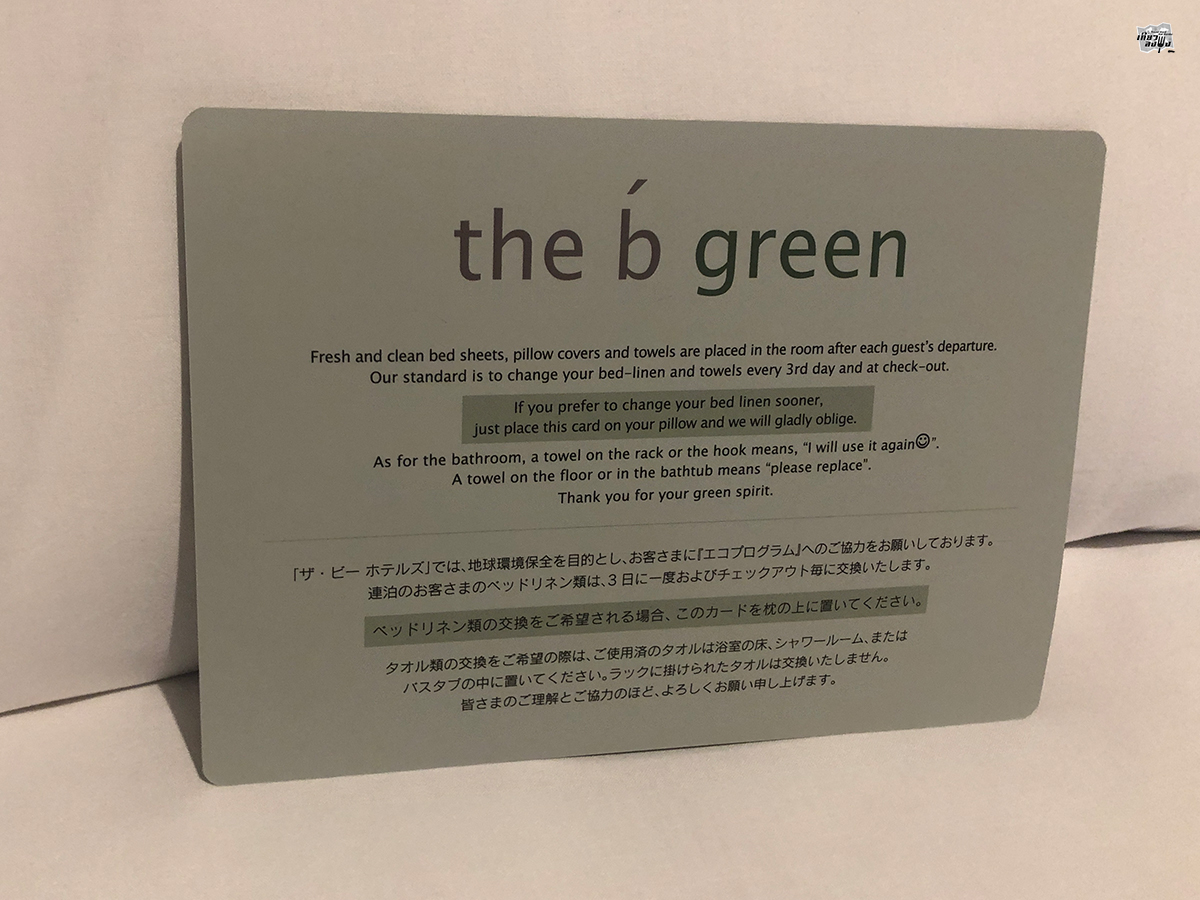 the b́ green
Fresh and clean bed sheets, pillow covers and towels are placed in the room after each guest's departure.
Our standard is to change your bed-linen and towels every 3rd day and at check-out.
If you prefer to change your bed linen sooner,
just place this card on your pillow and we will gladly oblige.
As for the bathroom, a towel on the rack or the hook means, “I will use it again☺”.
A towel on the floor or in the bathtub means “please replace”.
Thank you for your green spirit.
「ザ・ビー ホテルズ」では、地球環境保全を目的とし、お客さまに『エコプログラム』へのご協力をお願いしております。
連泊のお客さまのベッドリネン類は、3日に一度およびチェックアウト毎に交換いたします。
ベッドリネン類の交換をご希望される場合、このカードを枕の上に置いてください。
タオル類の交換をご希望の際は、ご使用済のタオルは浴室の床、シャワールーム、または
バスタブの中に置いてください。ラックに掛けられたタオルは交換いたしません。
皆さまのご理解とご協力のほど、よろしくお願い申し上げます。